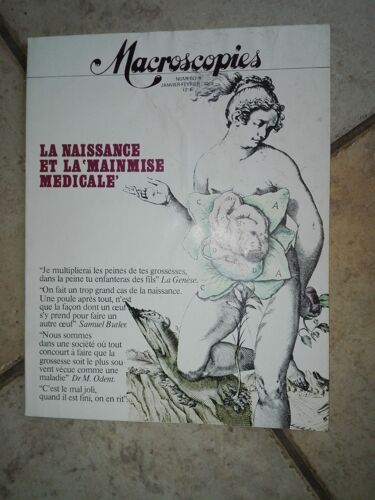 Macroscopies
JANVIER-FEVRIER
LA NAISSANCE
ET LA 'MAINMISE
MEDICALE'
"Je multiplierai les peines de tes grossesses,
dans la peine tu enfanteras des fils" La Genèse.
"On fait un trop grand cas de la naissance.
Une poule après tout, n'est
que la façon dont un œuf
s'y prend pour faire un
autre œuf" Samuel Butler.
"Nous sommes
dans une société où tout
concourt à faire que la
grossesse soit le plus sou
vent vécue comme une
maladie" Dr M. Odent.
"C'est le mal joli,
quand il est fini, on en rit"
C
A
C
D
D
C
A